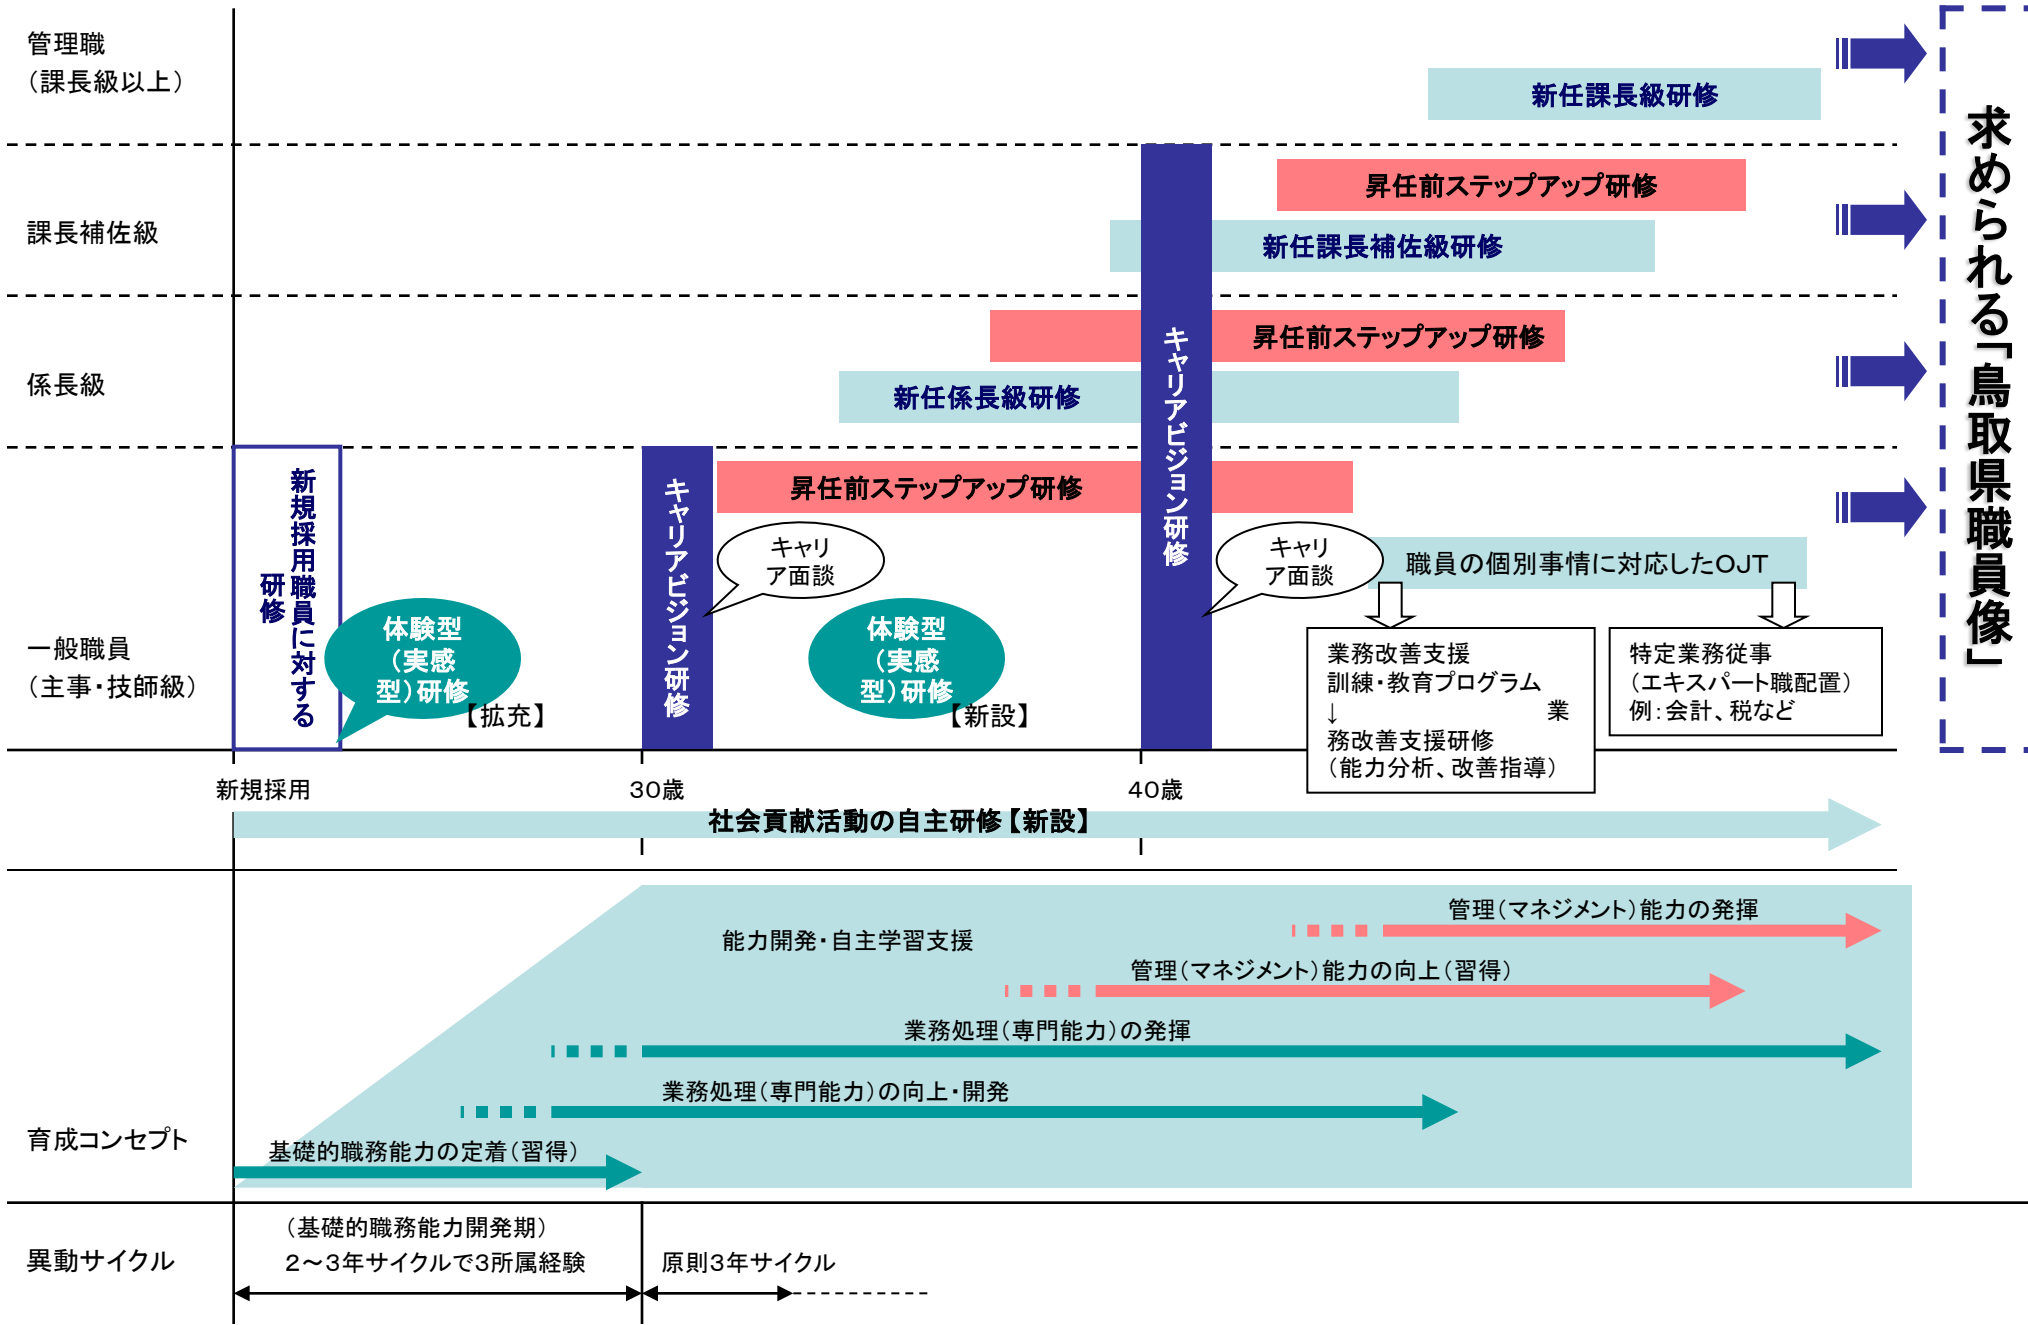 管理職
（課長級以上）
新任課長級研修
昇任前ステップアップ研修
課長補佐級
新任課長補佐級研修
昇任前ステップアップ研修
係長級
新任係長級研修
昇任前ステップアップ研修
新規採用職員に対する
研修
キャリアビジョン研修
キャリアビジョン研修
キャリ
ア面談
キャリ
ア面談
職員の個別事情に対応したＯＪＴ
一般職員
（主事・技師級）
体験型
（実感
型）研修
【拡充】
体験型
（実感
型）研修
【新設】
業務改善支援
訓練・教育プログラム
↓　業
務改善支援研修
（能力分析、改善指導）
特定業務従事
（エキスパート職配置）
例：会計、税など
求められる「鳥取県職員像」
新規採用
３０歳
４０歳
社会貢献活動の自主研修【新設】
管理（マネジメント）能力の発揮
能力開発・自主学習支援
管理（マネジメント）能力の向上（習得）
業務処理（専門能力）の発揮
業務処理（専門能力）の向上・開発
育成コンセプト
基礎的職務能力の定着（習得）
異動サイクル
（基礎的職務能力開発期）
２～３年サイクルで３所属経験
原則３年サイクル